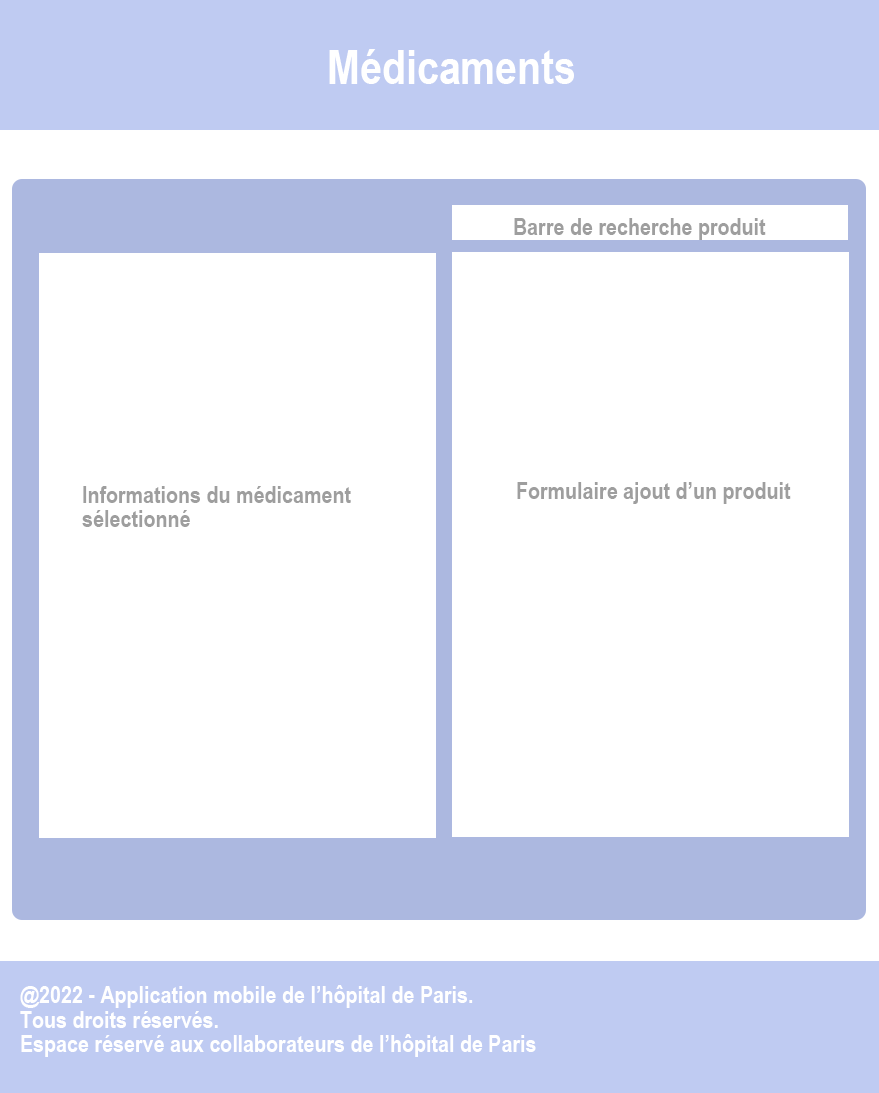 Médicaments
Barre de recherche produit
Informations du médicament
sélectionné
Formulaire ajout d’un produit
@2022 - Application mobile de l’hôpital de Paris.
Tous droits réservés.
Espace réservé aux collaborateurs de l’hôpital de Paris